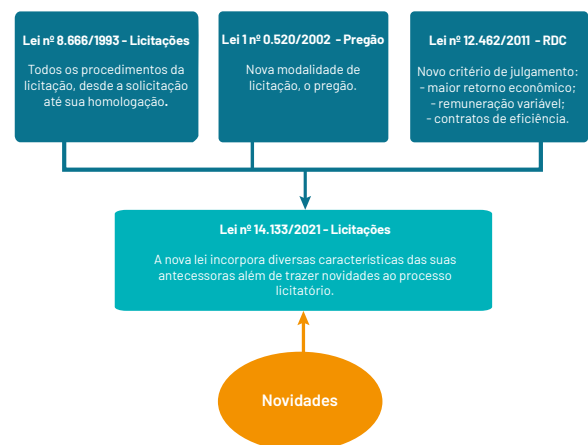 Lei nº 8.666/1993 - Licitações
Todos os procedimentos da
licitação, desde a solicitação
até sua homologação.
Lei 1 nº 0.520/2002 - Pregão
Nova modalidade de
licitação, o pregão.
Lei nº 12.462/2011 - RDC
Novo critério de julgamento:
- maior retorno econômico;
- remuneração variável;
- contratos de eficiência.
Lei nº 14.133/2021 - Licitações
A nova lei incorpora diversas características das suas
antecessoras além de trazer novidades ao processo
licitatório.
Novidades